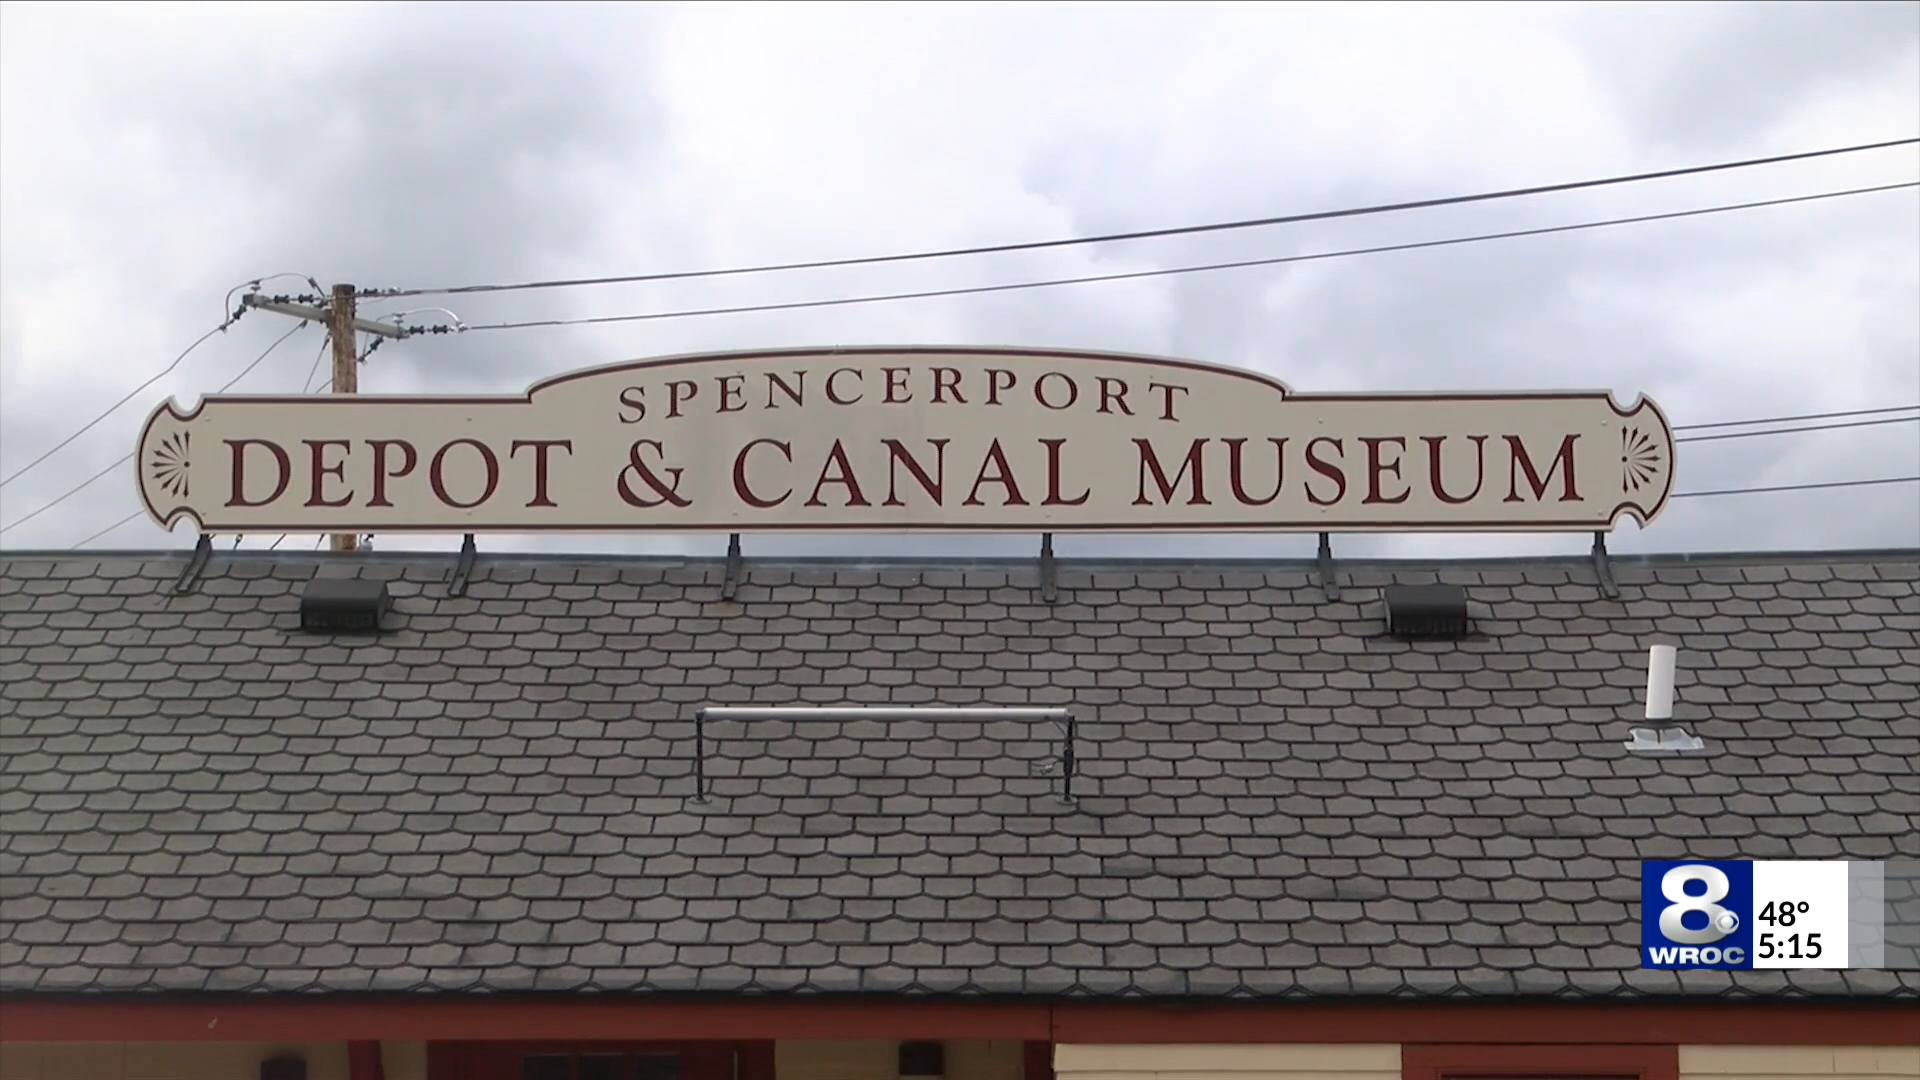 SPENCERPORT
DEPOT & CANAL MUSEUM
8
WROC
48°
5:15